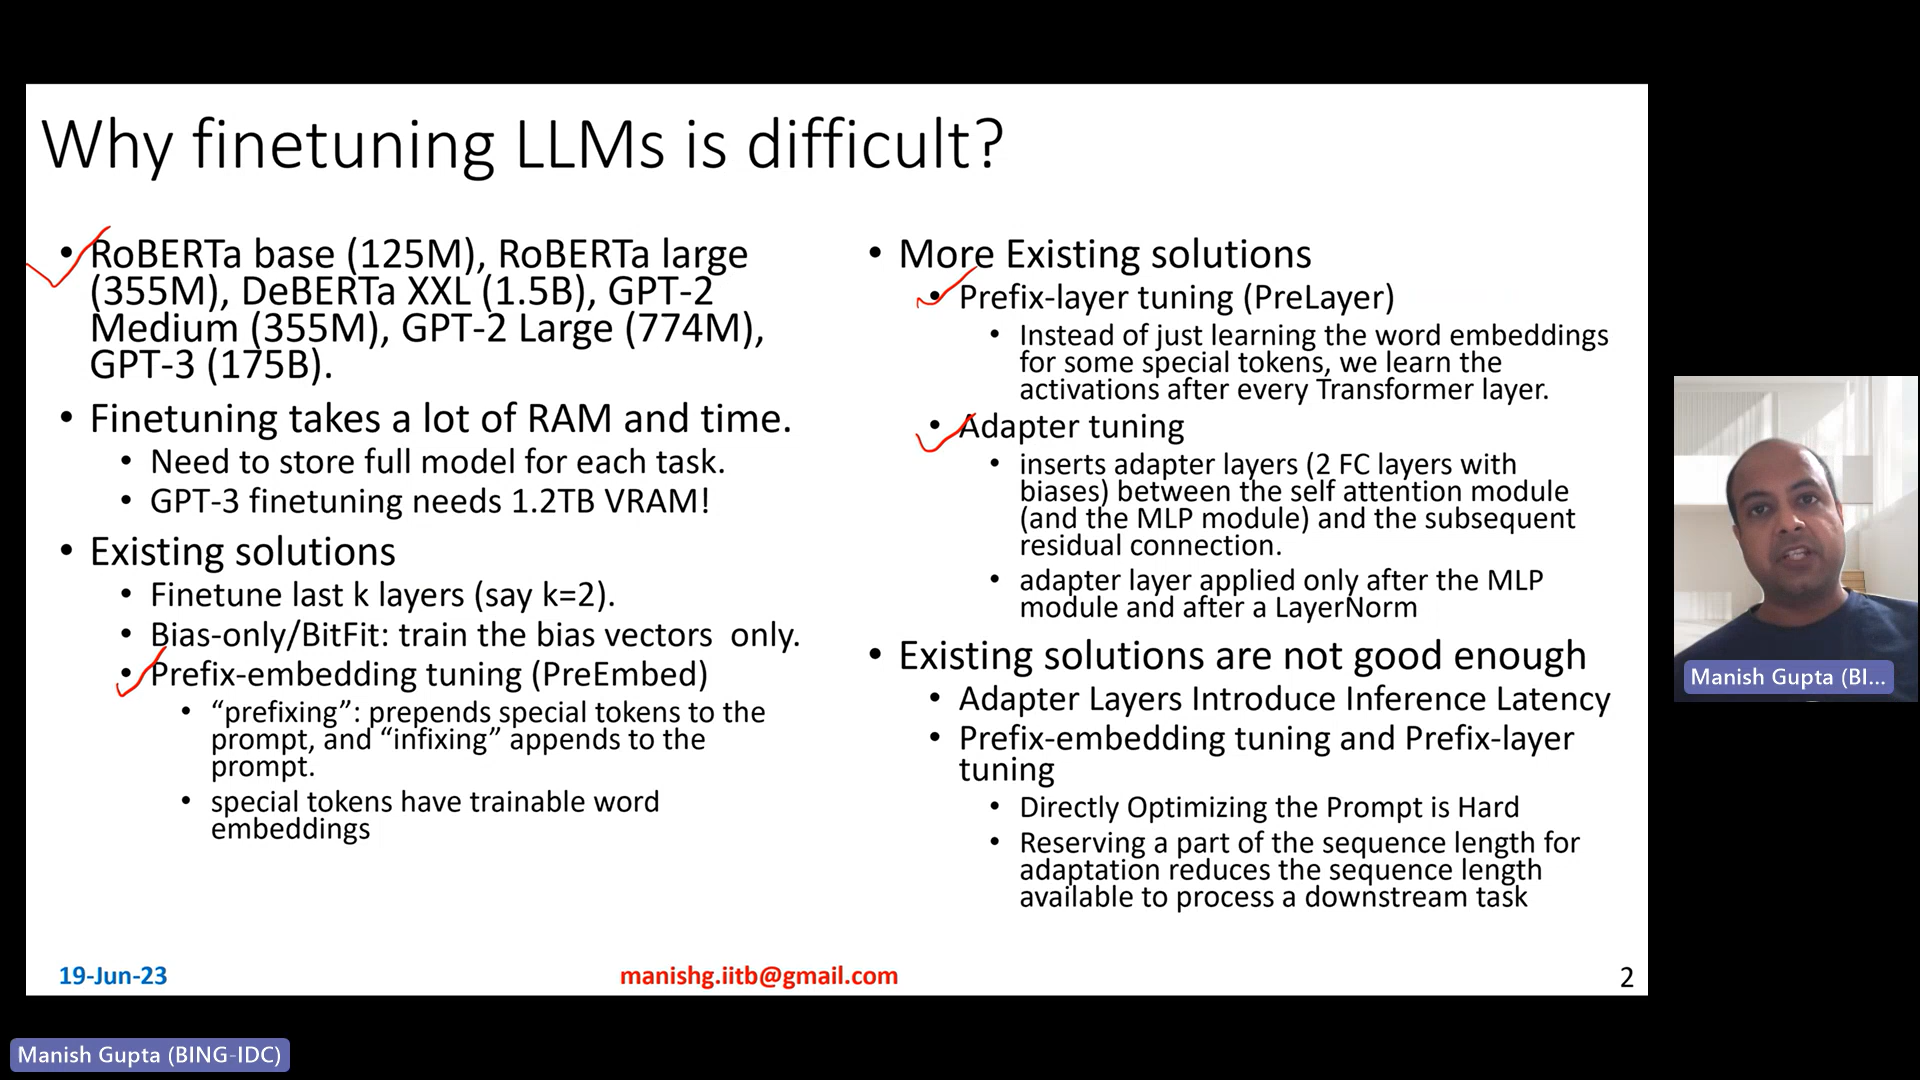 Why finetuning LLMs is difficult?
• RoBERTa base (125M), RoBERTa large
(355M), DeBERTa XXL (1.5B), GPT-2
Medium (355M), GPT-2 Large (774M),
GPT-3 (175B).
• Finetuning takes a lot of RAM and time.
• Need to store full model for each task.
• GPT-3 finetuning needs 1.2TB VRAM!
• Existing solutions
• Finetune last k layers (say k=2).
• Bias-only/BitFit: train the bias vectors only.
• Prefix-embedding tuning (PreEmbed)
• “prefixing”: prepends special tokens to the
prompt, and “infixing” appends to the
prompt.
• special tokens have trainable word
embeddings
• More Existing solutions
• Prefix-layer tuning (PreLayer)
• Instead of just learning the word embeddings
for some special tokens, we learn the
activations after every Transformer layer.
• Adapter tuning
• inserts adapter layers (2 FC layers with
biases) between the self attention module
(and the MLP module) and the subsequent
residual connection.
• adapter layer applied only after the MLP
module and after a LayerNorm
• Existing solutions are not good enough
• Adapter Layers Introduce Inference Latency
• Prefix-embedding tuning and Prefix-layer
tuning
• Directly Optimizing the Prompt is Hard
• Reserving a part of the sequence length for
adaptation reduces the sequence length
available to process a downstream task
19-Jun-23
manishg.iitb@gmail.com
2
Manish Gupta (BI...
Manish Gupta (BING-IDC)